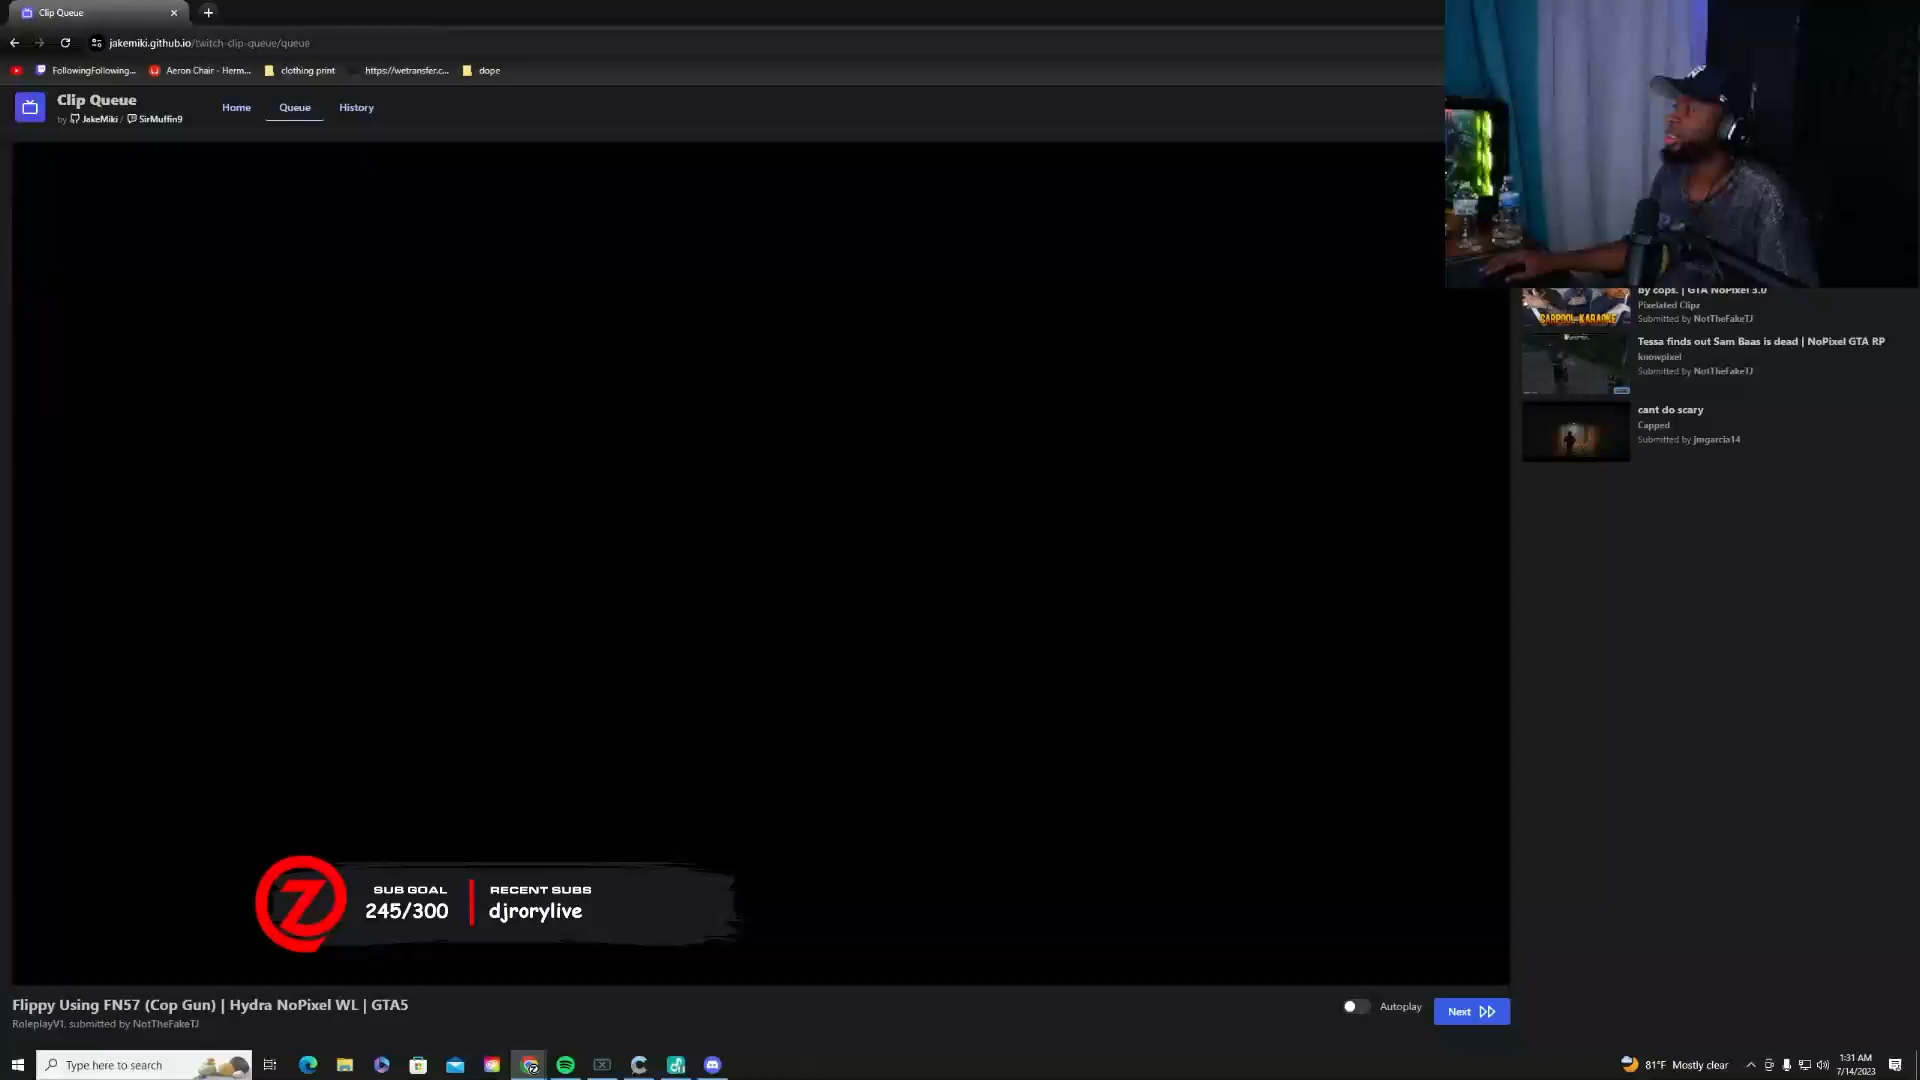 Clip Queue
jakemiki.github.io/twitch-clip-queue/queue
FollowingFollowing...
Aeron Chair - Herm...
clothing print
https://wetransfer.c...
dope
Clip Queue
by JakeMiki / SirMuffin9
Home
Queue
History
by cops. | GTA NoPixel 3.0
Pixelated Clipz
Submitted by NotTheFakeTJ
CARPOOL KARAOKE
Tessa finds out Sam Baas is dead | NoPixel GTA RP
knowpixel
Submitted by NotTheFakeTJ
cant do scary
Capped
Submitted by jmgarcia14
SUB GOAL
245/300
RECENT SUBS
djrorylive
Flippy Using FN57 (Cop Gun) | Hydra NoPixel WL | GTA5
RoleplayV1. submitted by NotTheFakeTJ
Autoplay
Next
Type here to search
81°F Mostly clear
1:31 AM
7/14/2023